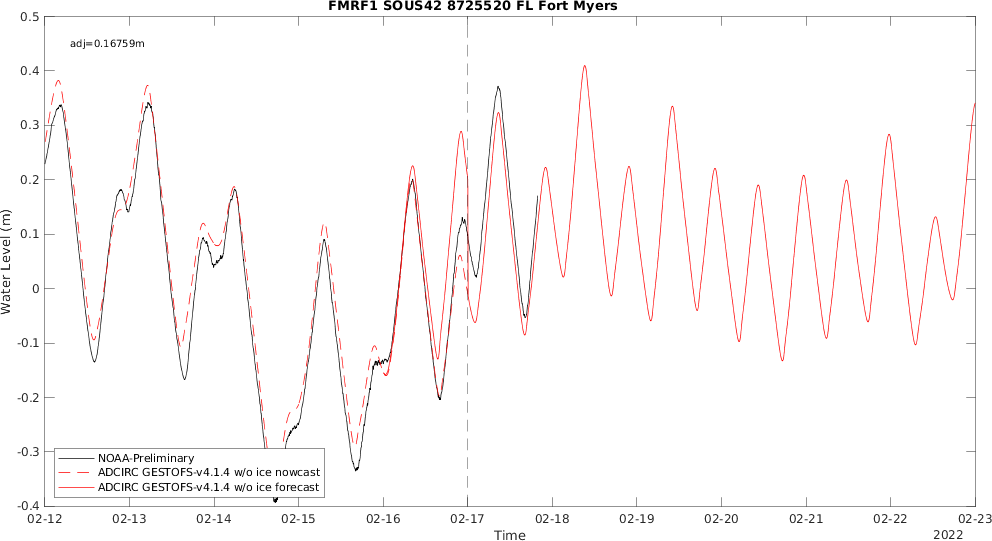 FMRF1 SOUS42 8725520 FL Fort Myers
adj=0.16759m
0.5
0.4
0.3
0.2
0.1
0
-0.1
-0.2
-0.3
-0.4
Water Level (m)
NOAA-Preliminary
ADCIRC GESTOFS-v4.1.4 w/o ice nowcast
ADCIRC GESTOFS-v4.1.4 w/o ice forecast
02-12 02-13 02-14 02-15 02-16 02-17 02-18 02-19 02-20 02-21 02-22 02-23
Time
2022